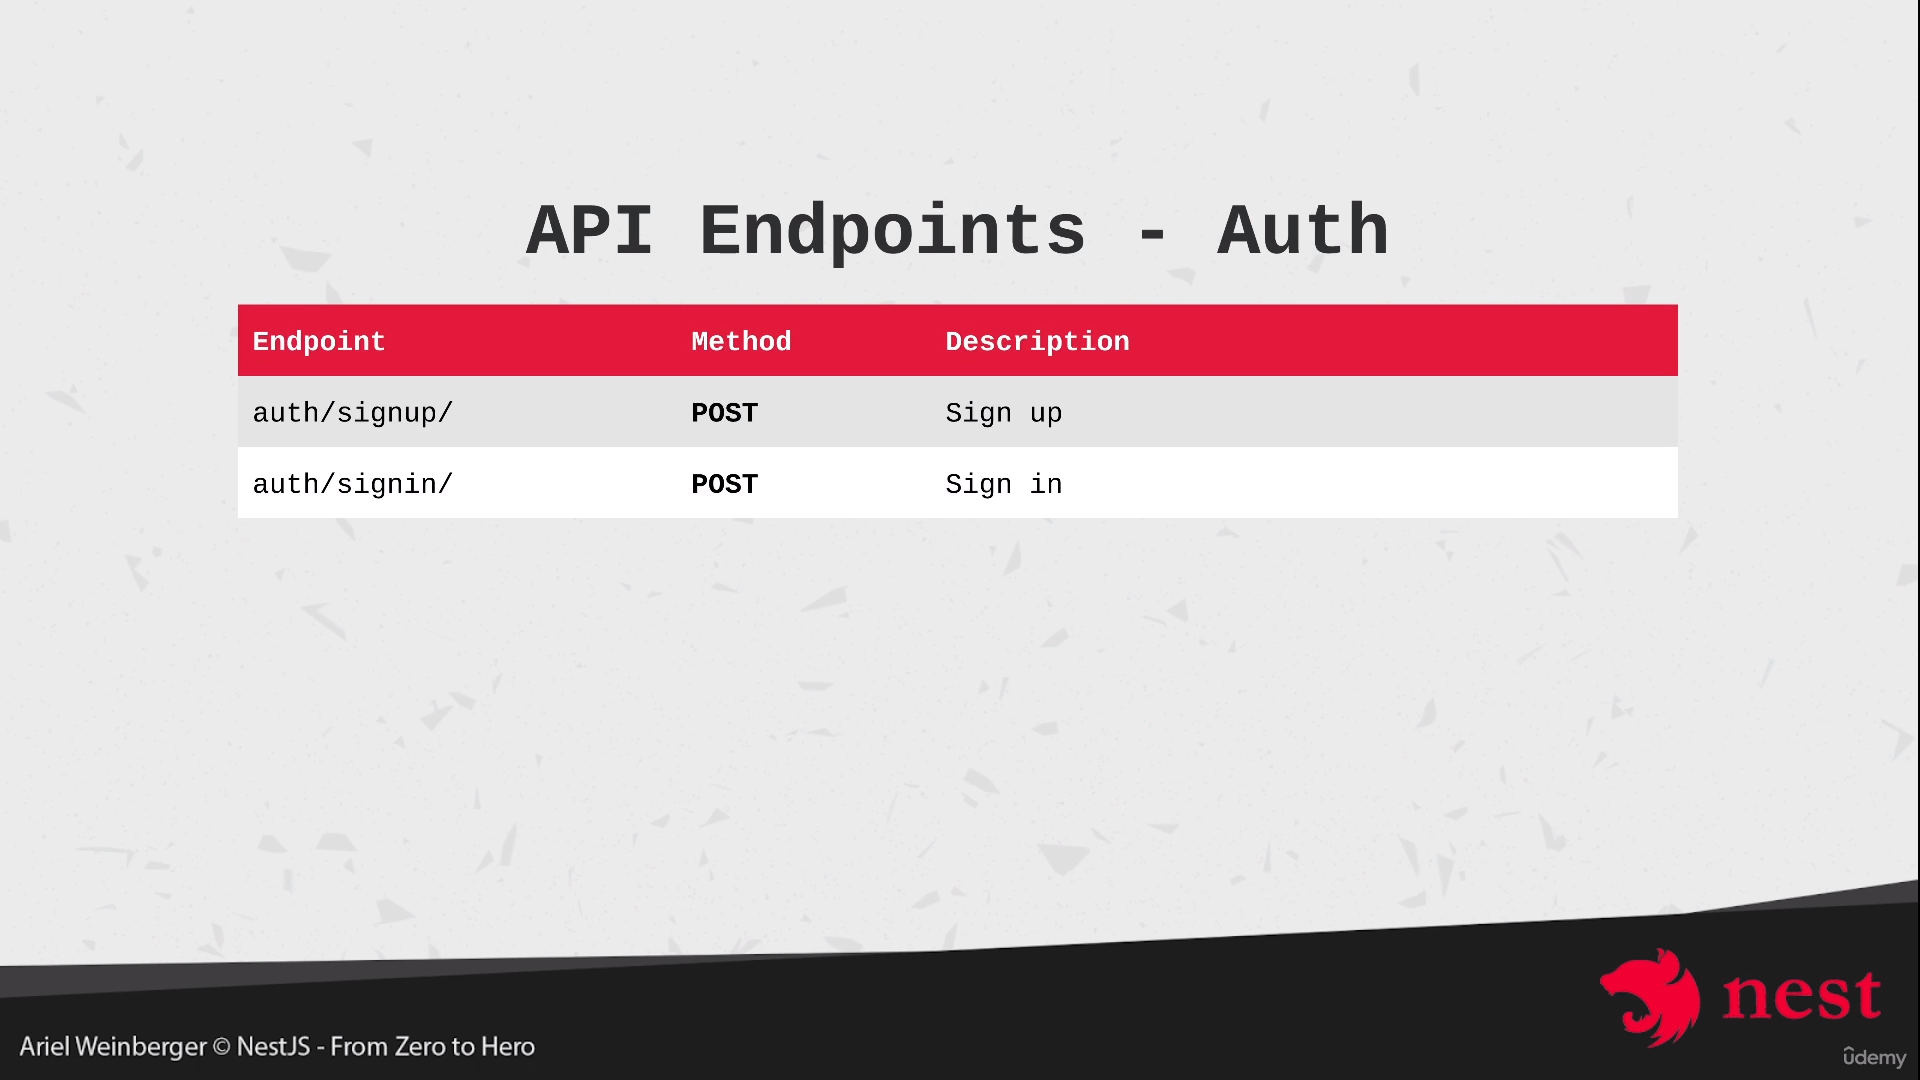 API Endpoints - Auth
Endpoint Method Description
auth/signup/ POST Sign up
auth/signin/ POST Sign in
nest
Ariel Weinberger © NestJS - From Zero to Hero
ûdemy